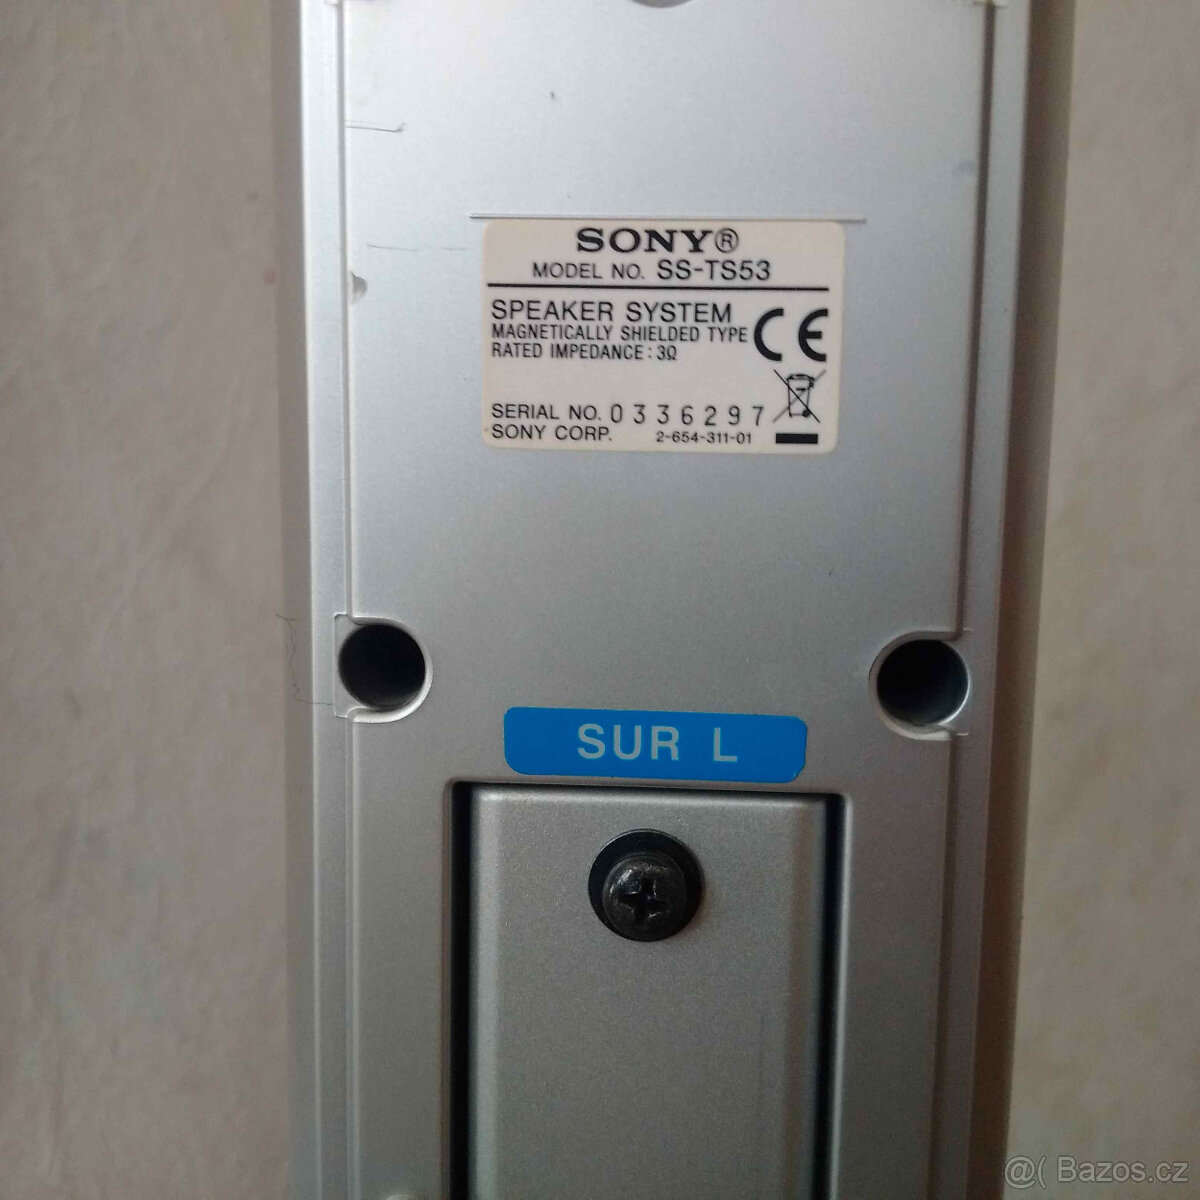 SONY®
MODEL NO. SS-TS53
SPEAKER SYSTEM
MAGNETICALLY SHIELDED TYPE
RATED IMPEDANCE : 3Ω
CE
SERIAL NO. 0336297
SONY CORP. 2-654-311-01
SUR L
@( Bazos.cz